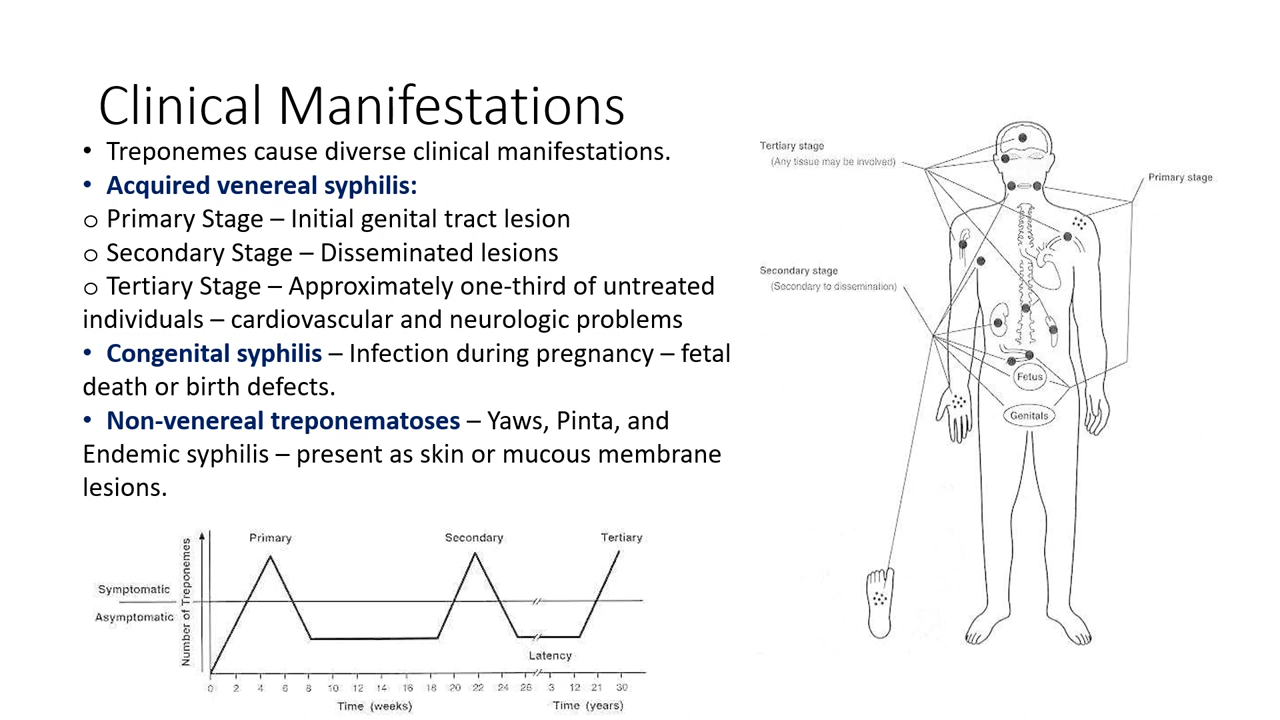 Clinical Manifestations
• Treponemes cause diverse clinical manifestations.
• Acquired venereal syphilis:
o Primary Stage – Initial genital tract lesion
o Secondary Stage – Disseminated lesions
o Tertiary Stage – Approximately one-third of untreated
individuals – cardiovascular and neurologic problems
• Congenital syphilis – Infection during pregnancy – fetal
death or birth defects.
• Non-venereal treponematoses – Yaws, Pinta, and
Endemic syphilis – present as skin or mucous membrane
lesions.
Primary
Secondary
Tertiary
Symptomatic
Asymptomatic
Number of Treponemes
Latency
0 2 4 6 8 10 12 14 16 18 20 22 24 26 3 12 21 30
Time (weeks)
Time (years)
Tertiary stage
(Any tissue may be involved)
Primary stage
Secondary stage
(Secondary to dissemination)
Fetus
Genitals